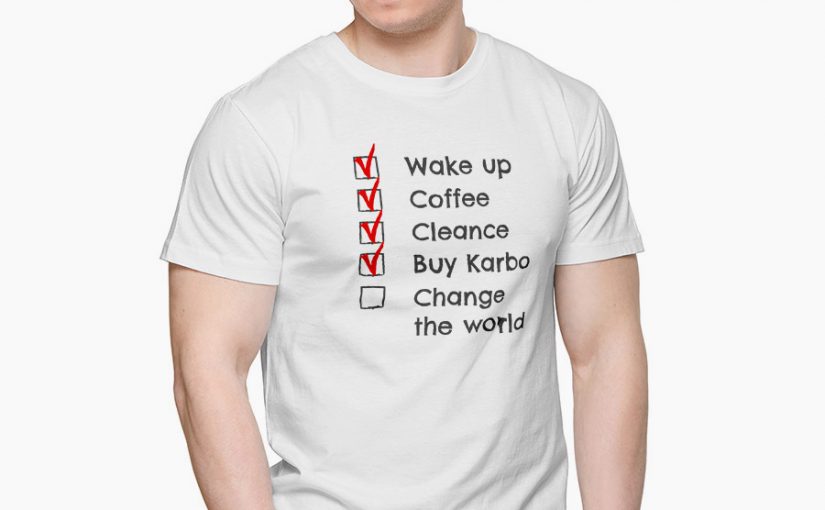 Wake up
Coffee
Cleance
Buy Karbo
Change
the world